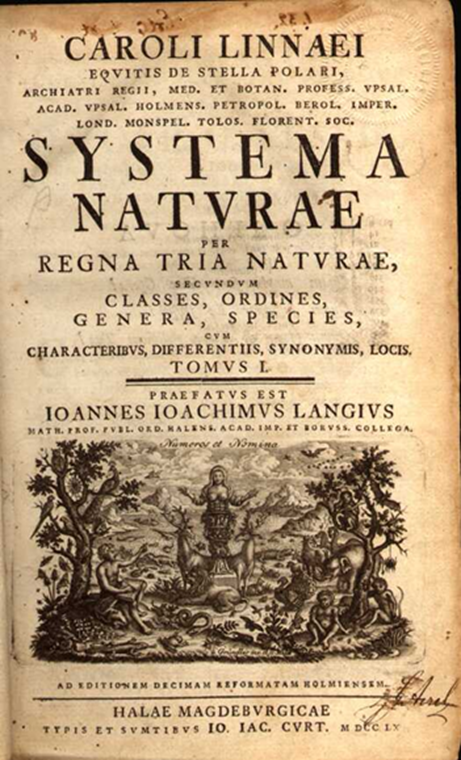 CAROLI LINNAEI
EQVITIS DE STELLA POLARI,
ARCHIATRI REGII, MED. ET BOTAN. PROFESS. VPSAL.
ACAD. VPSAL. HOLMENS. PETROPOL. BEROL. IMPER.
LOND. MONSPEL. TOLOS. FLORENT. SOC.
SYSTEMA
NATVRAE
PER
REGNA TRIA NATVRAE,
SECVNDVM
CLASSES, ORDINES,
GENERA, SPECIES,
CVM
CHARACTERIBVS, DIFFERENTIIS, SYNONYMIS, LOCIS.
TOMVS I.
PRAEFATVS EST
IOANNES IOACHIMVS LANGIVS
MATH. PROF. PVBL. ORD. HALENS. ACAD. IMP. ET BORVSS. COLLEGA.
Numeros et Nomina
AD EDITIONEM DECIMAM REFORMATAM HOLMIENSEM.
HALAE MAGDEBVRGICAE
TYPIS ET SVMTIBVS IO. IAC. CVRT. MDCCLX